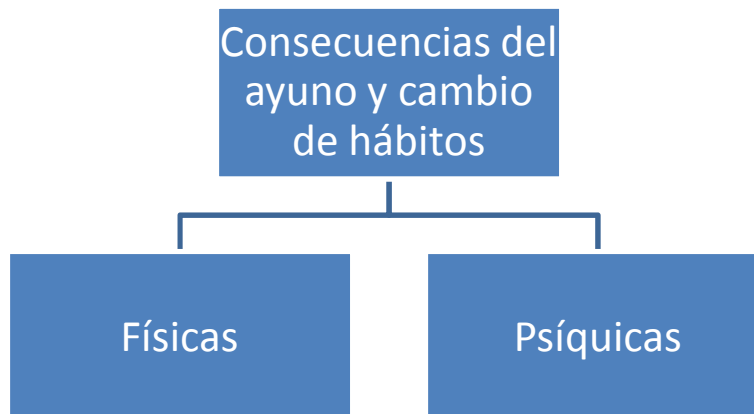 Consecuencias del
ayuno y cambio
de hábitos
Físicas
Psíquicas